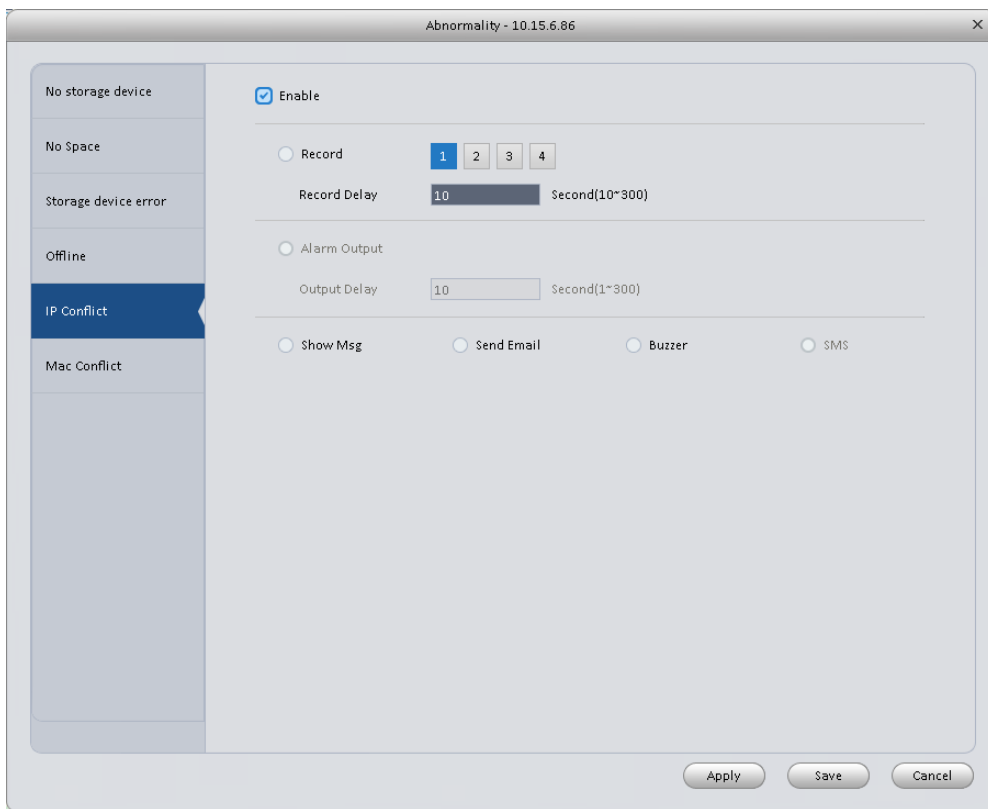 Abnormality - 10.15.6.86
No storage device
No Space
Storage device error
Offline
IP Conflict
Mac Conflict
Enable
Record 1 2 3 4
Record Delay 10 Second(10~300)
Alarm Output
Output Delay 10 Second(1~300)
Show Msg Send Email Buzzer SMS
Apply Save Cancel